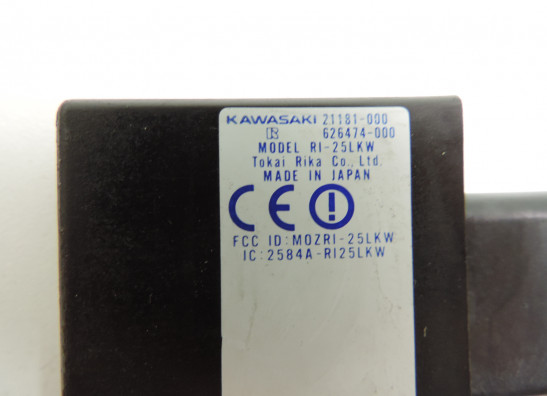 KAWASAKI 21181-000
R 626474-000
MODEL RI-25LKW
Tokai Rika Co., Ltd.
MADE IN JAPAN
CE !
FCC ID:MOZRI-25LKW
IC:2584A-RI25LKW